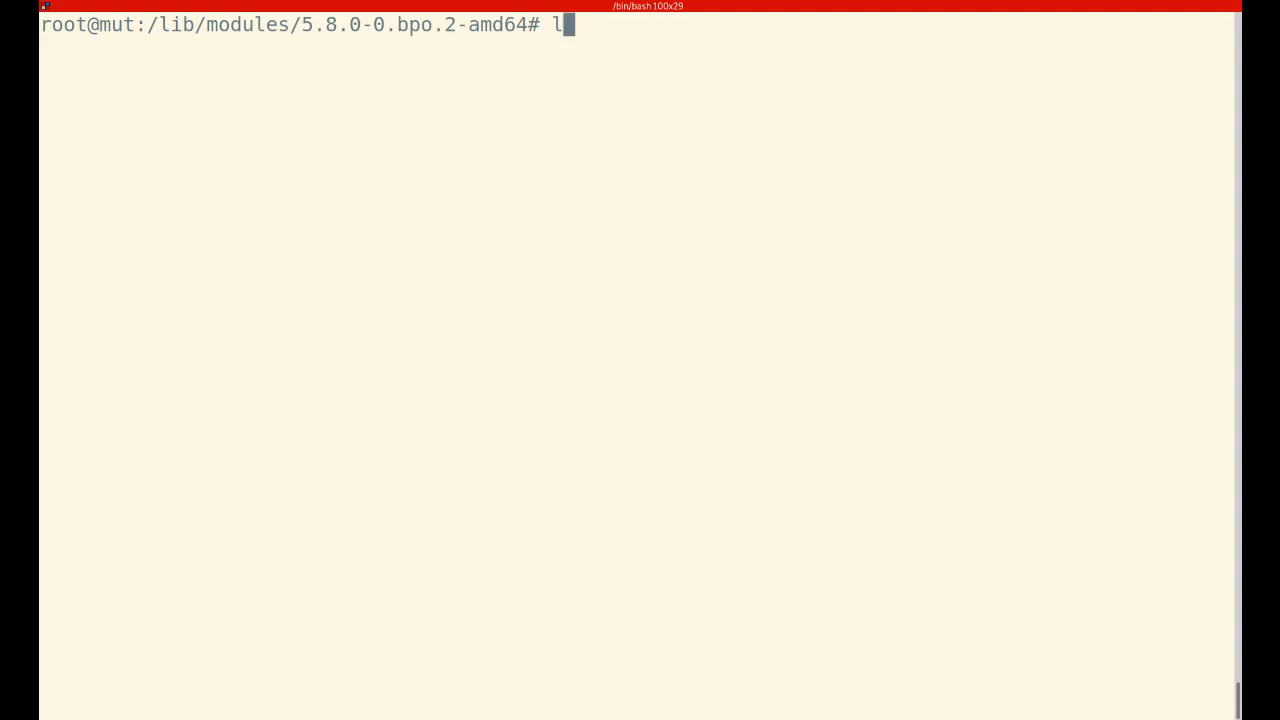 /bin/bash 100x29
root@mut:/lib/modules/5.8.0-0.bpo.2-amd64# l